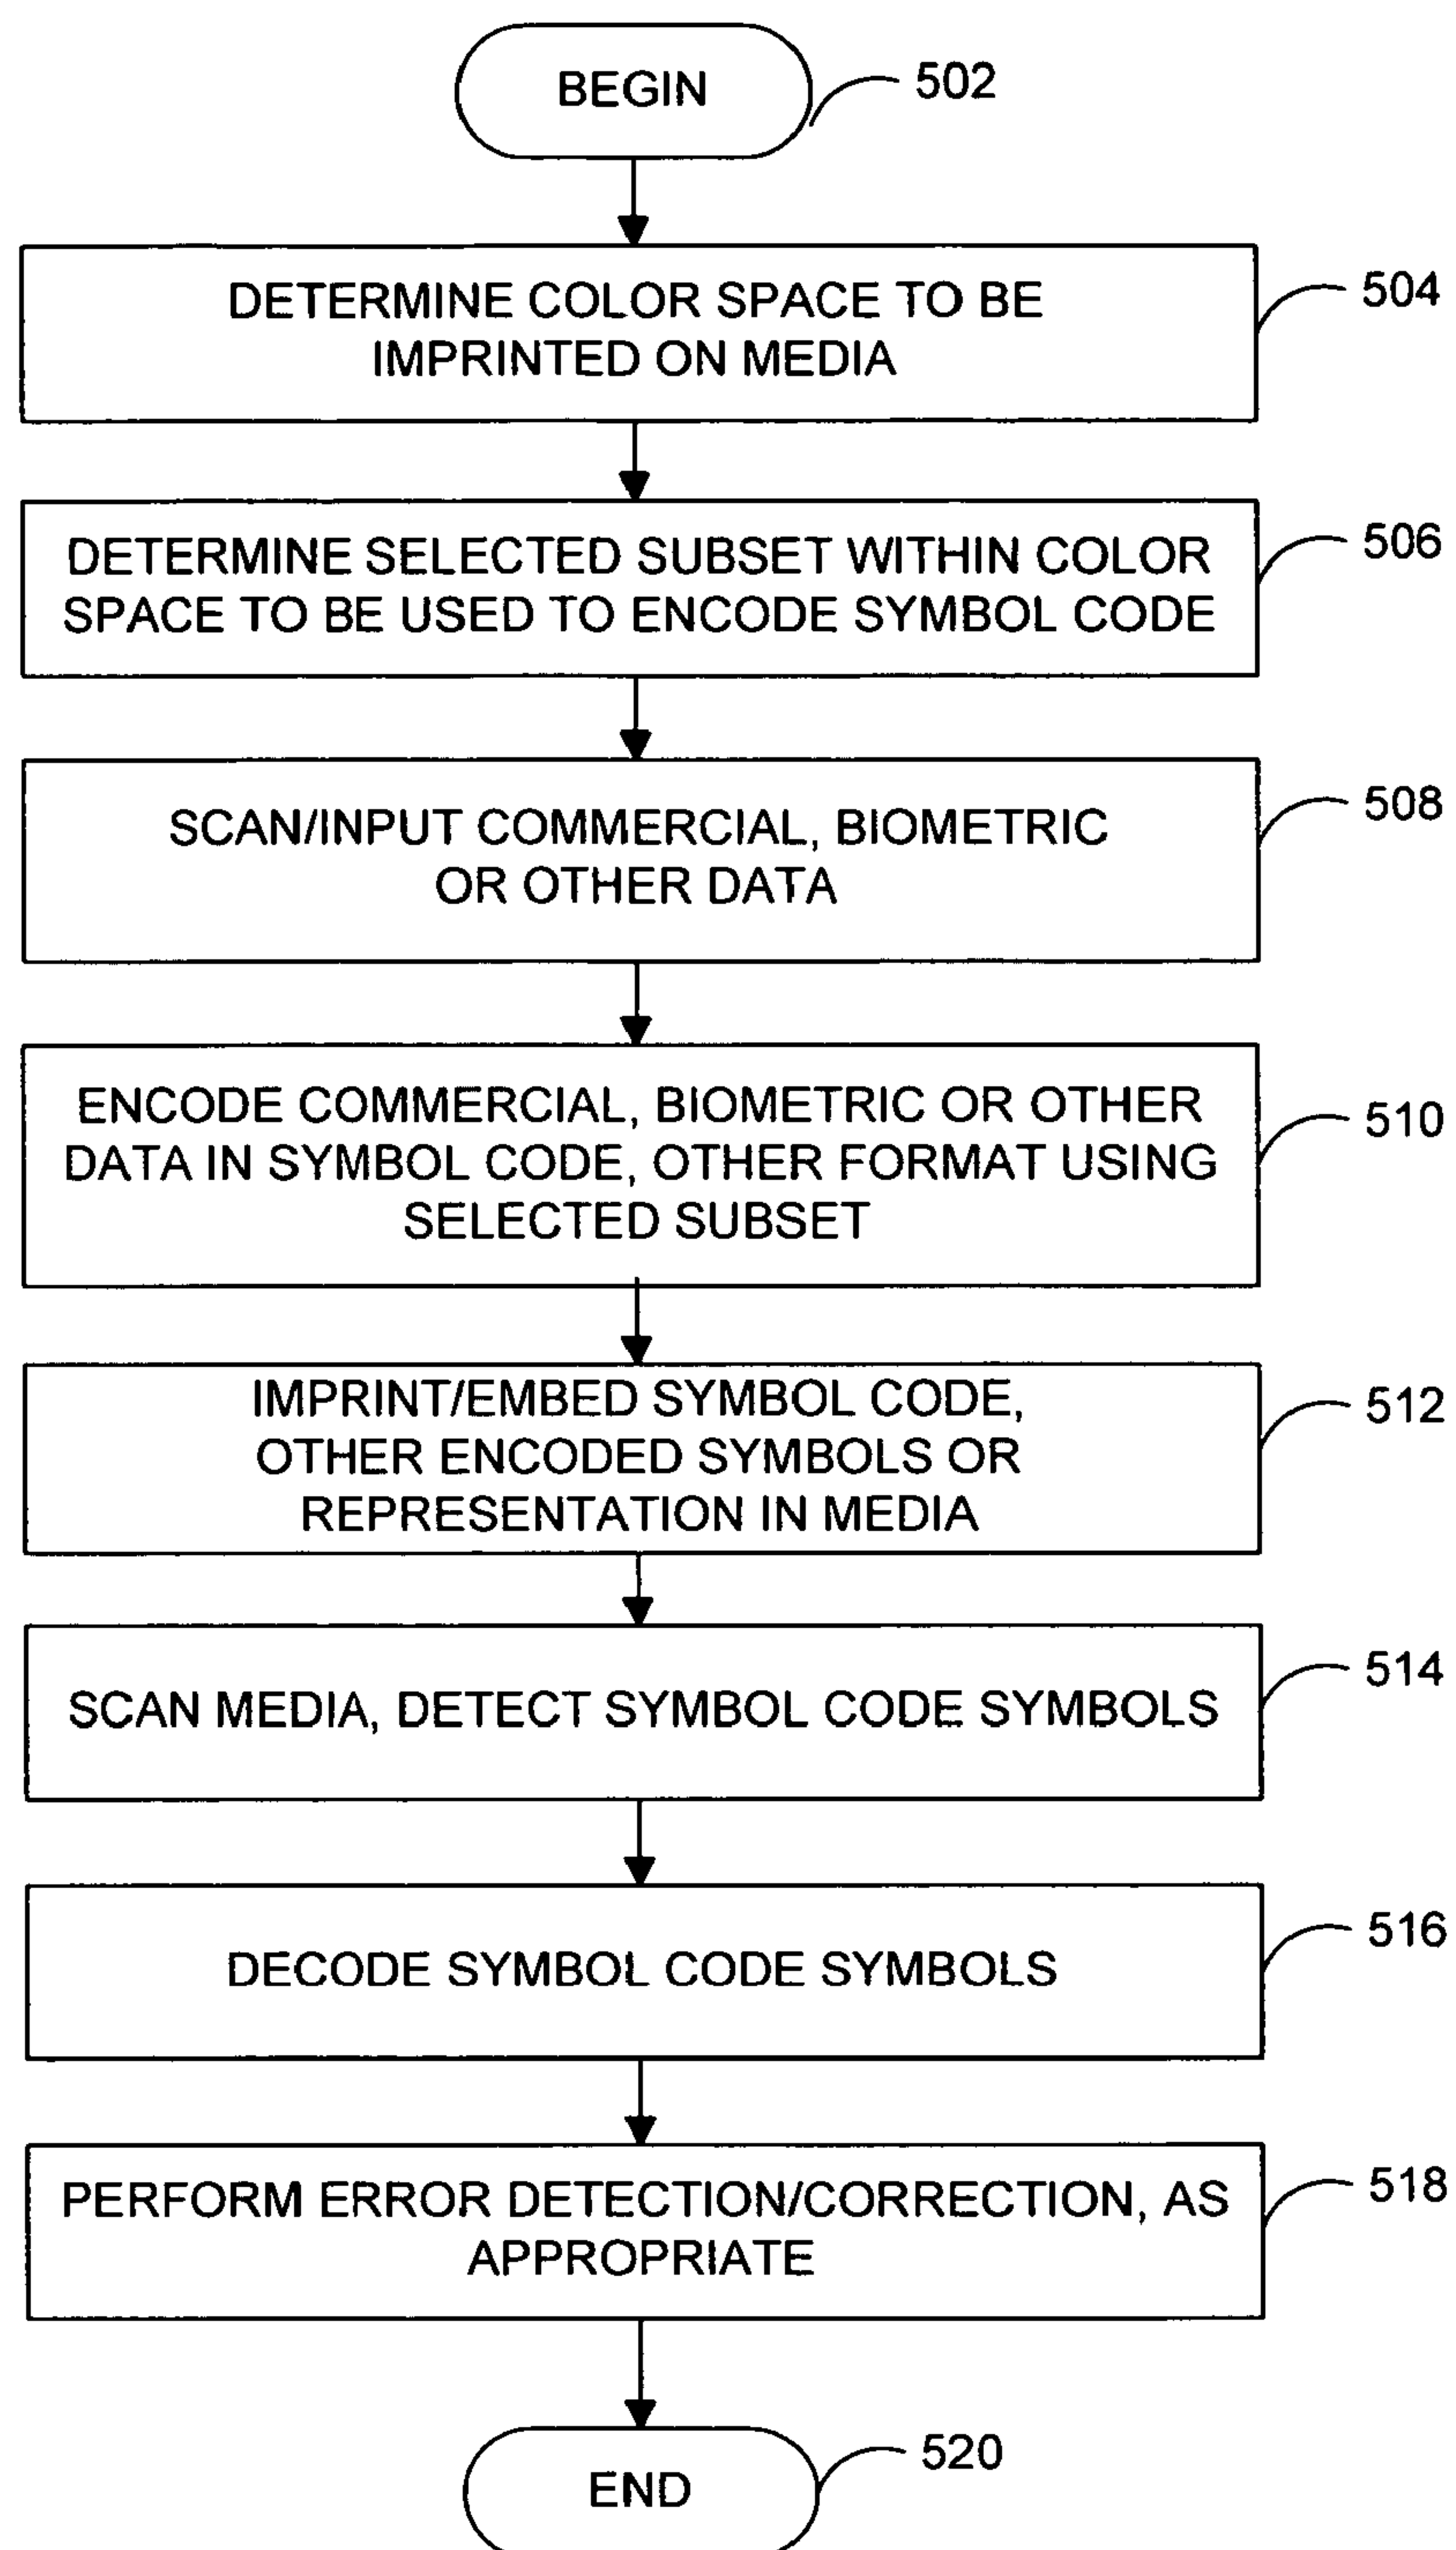 BEGIN
502
DETERMINE COLOR SPACE TO BE
IMPRINTED ON MEDIA
504
DETERMINE SELECTED SUBSET WITHIN COLOR
SPACE TO BE USED TO ENCODE SYMBOL CODE
506
SCAN/INPUT COMMERCIAL, BIOMETRIC
OR OTHER DATA
508
ENCODE COMMERCIAL, BIOMETRIC OR OTHER
DATA IN SYMBOL CODE, OTHER FORMAT USING
SELECTED SUBSET
510
IMPRINT/EMBED SYMBOL CODE,
OTHER ENCODED SYMBOLS OR
REPRESENTATION IN MEDIA
512
SCAN MEDIA, DETECT SYMBOL CODE SYMBOLS
514
DECODE SYMBOL CODE SYMBOLS
516
PERFORM ERROR DETECTION/CORRECTION, AS
APPROPRIATE
518
END
520